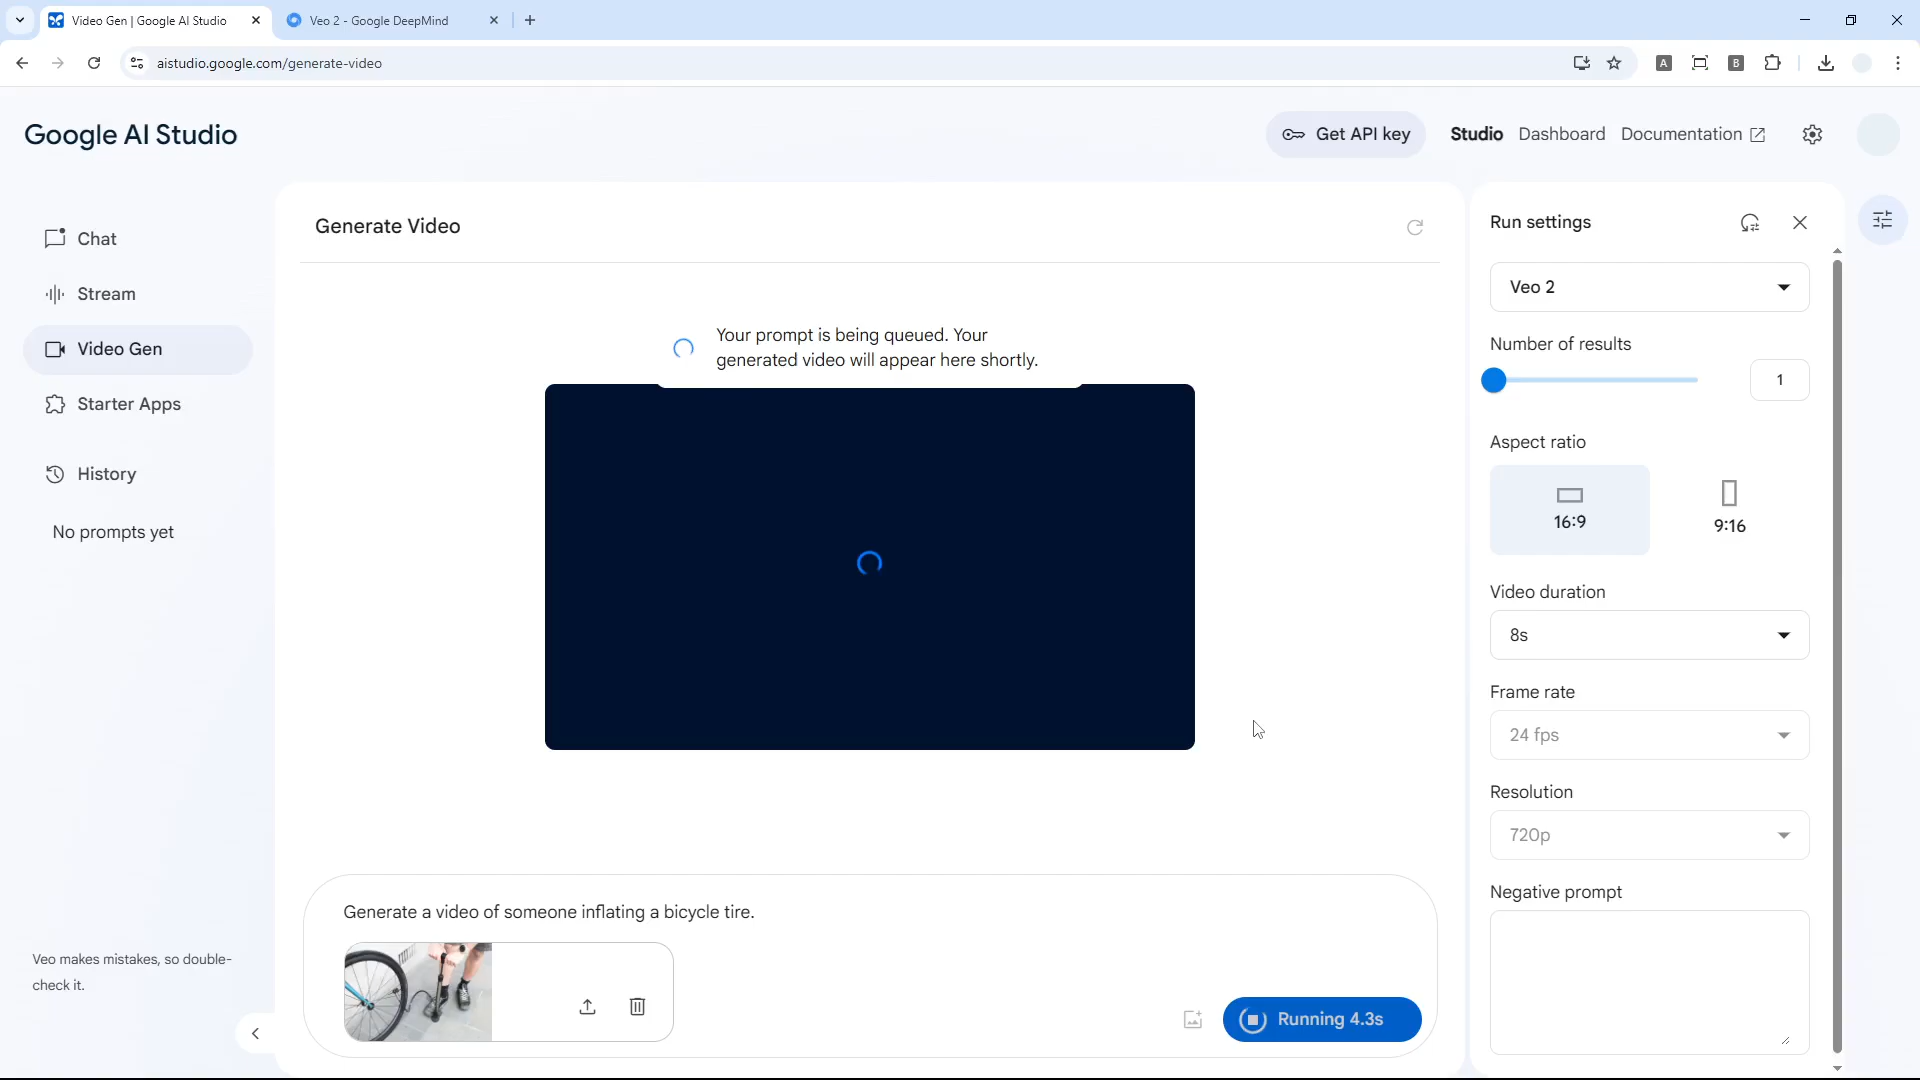 Video Gen | Google AI Studio
Veo 2 - Google DeepMind
aistudio.google.com/generate-video
A
B
Google AI Studio
Get API key
Studio
Dashboard
Documentation
Chat
Stream
Video Gen
Starter Apps
History
No prompts yet
Veo makes mistakes, so double-
check it.
Generate Video
Your prompt is being queued. Your
generated video will appear here shortly.
Generate a video of someone inflating a bicycle tire.
Running 4.3s
Run settings
Veo 2
Number of results
1
Aspect ratio
16:9
9:16
Video duration
8s
Frame rate
24 fps
Resolution
720p
Negative prompt